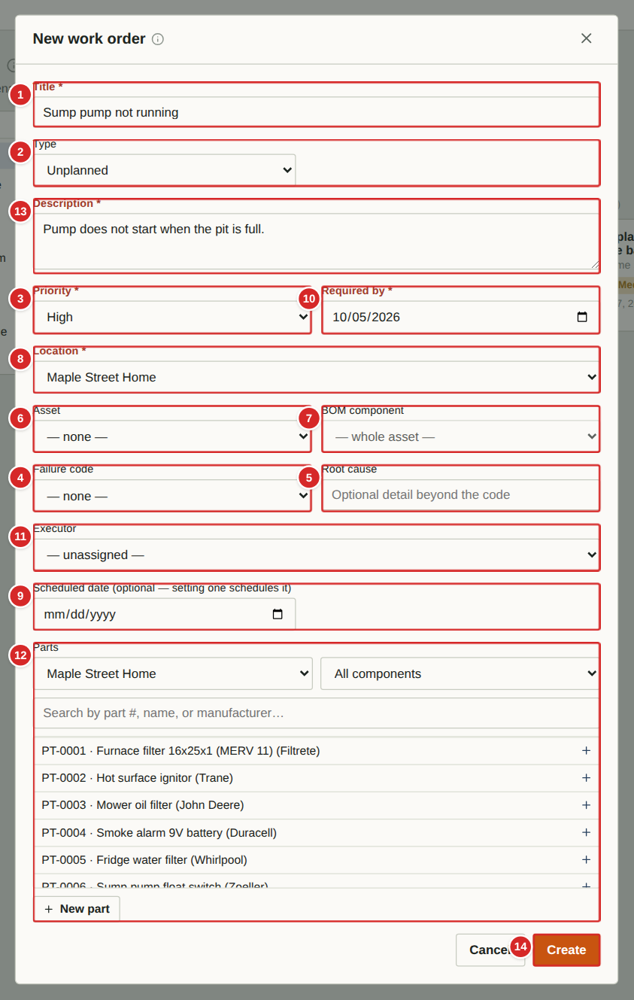 New work order
1 Title *
Sump pump not running
2 Type
Unplanned
13 Description *
Pump does not start when the pit is full.
3 Priority * 10 Required by *
High 10/05/2026
8 Location *
Maple Street Home
6 Asset 7 BOM component
— none — — whole asset —
4 Failure code 5 Root cause
— none — Optional detail beyond the code
11 Executor
— unassigned —
9 Scheduled date (optional — setting one schedules it)
mm/dd/yyyy
12 Parts
Maple Street Home All components
Search by part #, name, or manufacturer…
PT-0001 · Furnace filter 16x25x1 (MERV 11) (Filtrete) +
PT-0002 · Hot surface ignitor (Trane) +
PT-0003 · Mower oil filter (John Deere) +
PT-0004 · Smoke alarm 9V battery (Duracell) +
PT-0005 · Fridge water filter (Whirlpool) +
PT-0006 · Sump pump float switch (Zoeller) +
+ New part
Cancel 14 Create